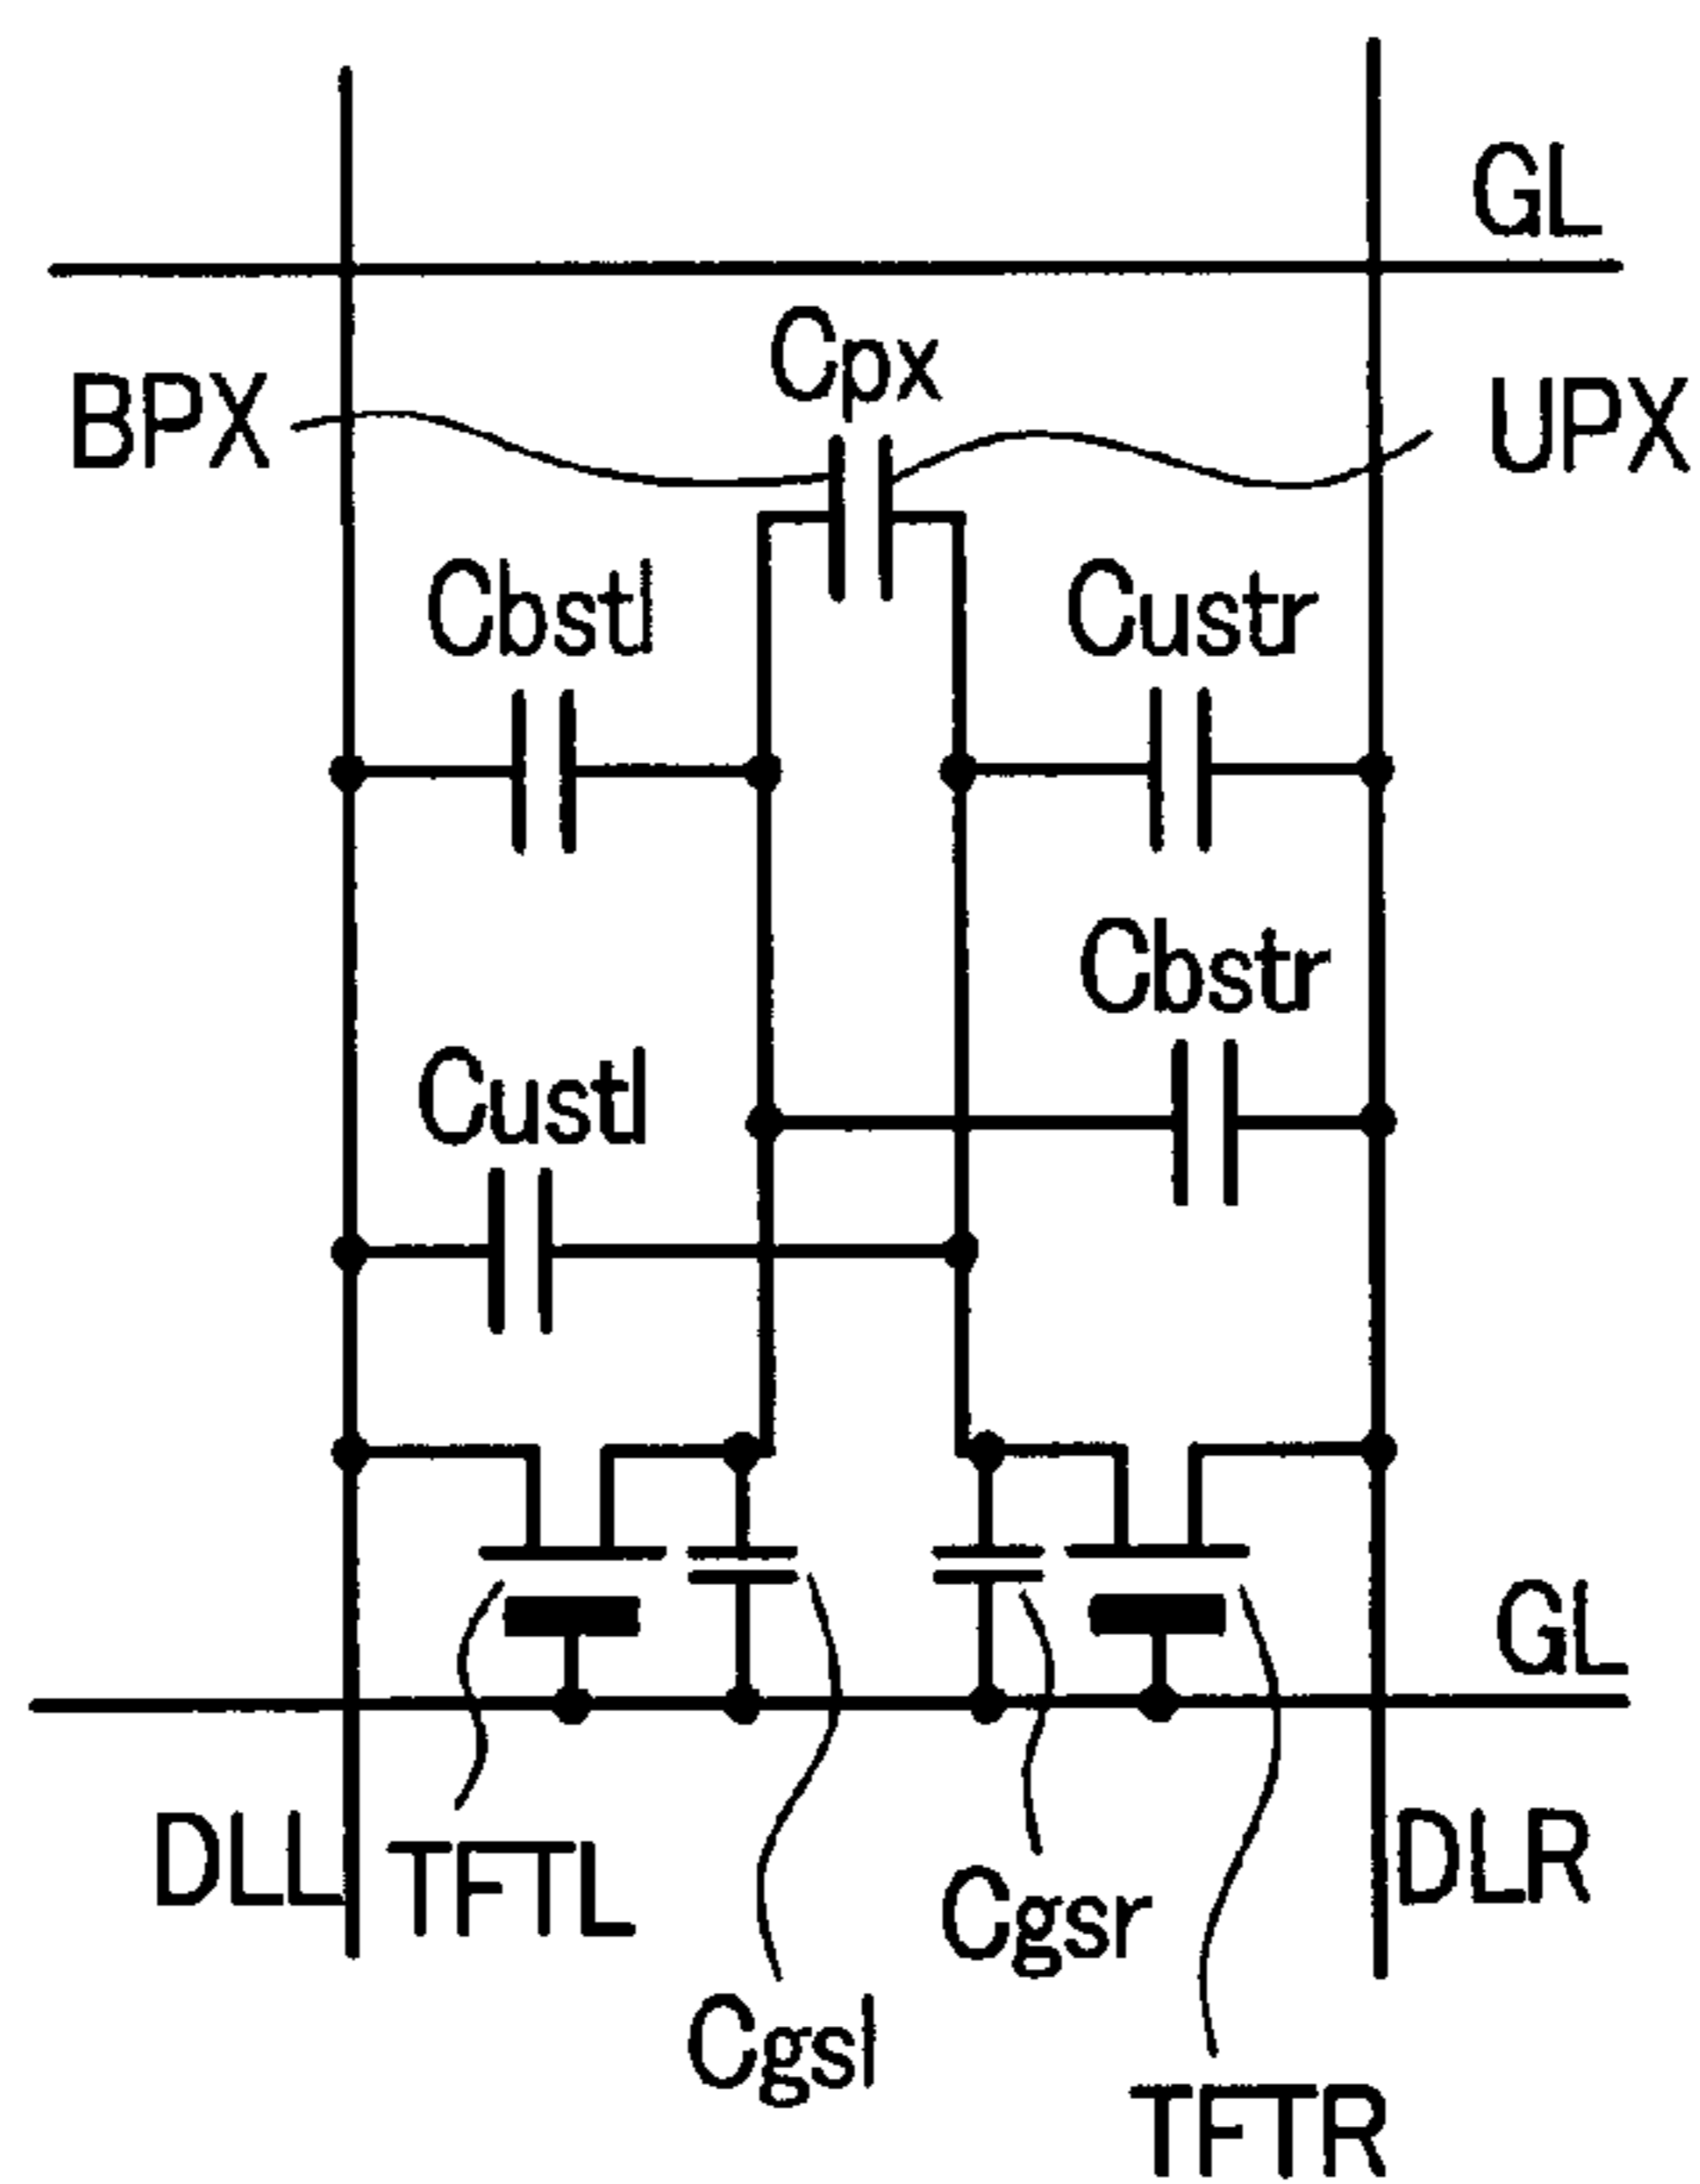 GL
Cpx
BPX
UPX
Cbstl
Custr
Cbstr
Custl
GL
DLL
TFTL
DLR
Cgsr
Cgsl
TFTR